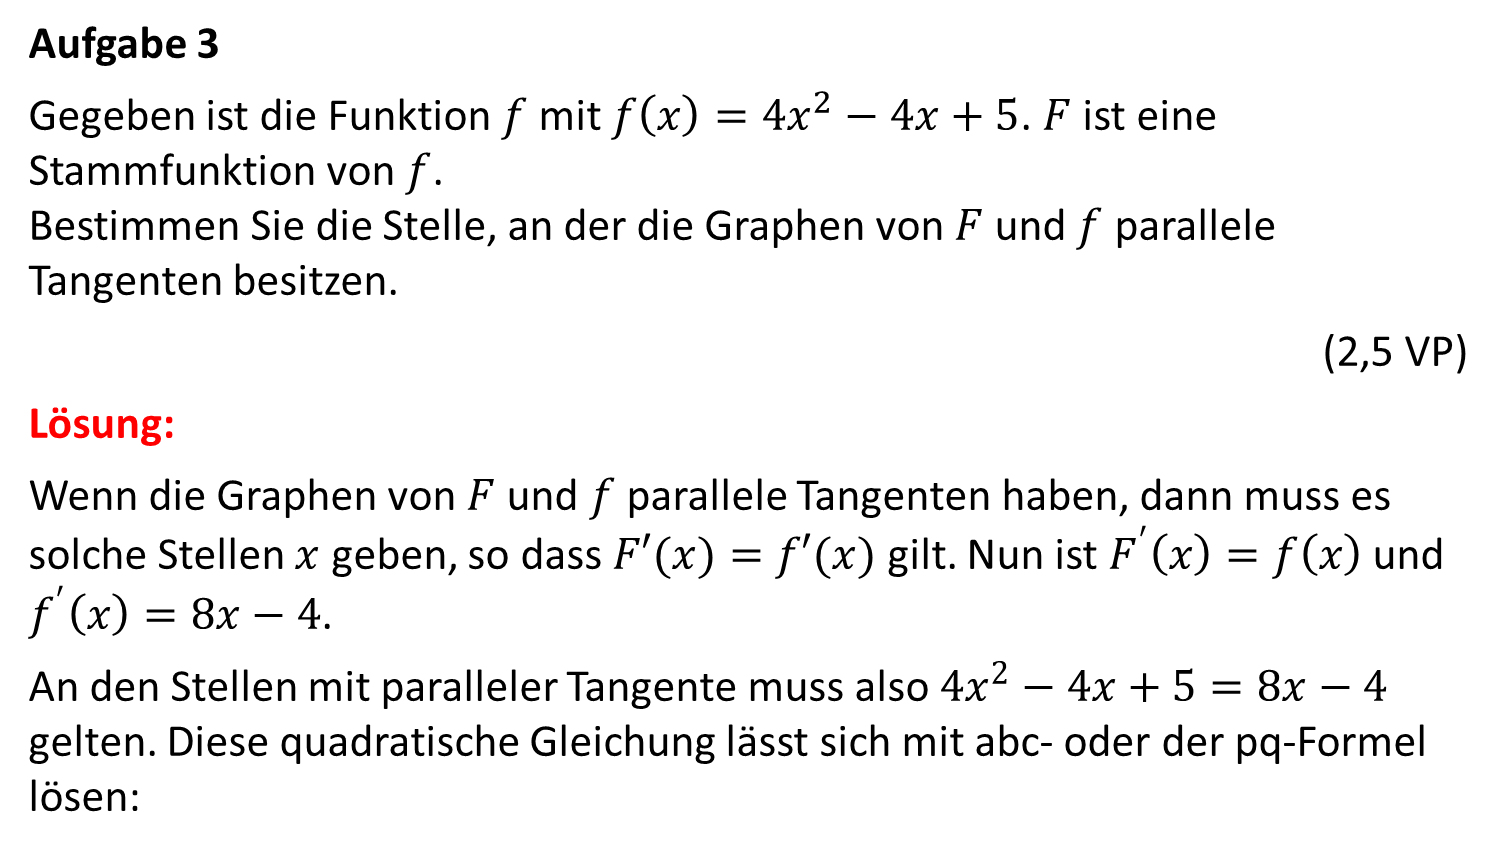 Aufgabe 3
Gegeben ist die Funktion f mit f(x) = 4x² − 4x + 5. F ist eine
Stammfunktion von f.
Bestimmen Sie die Stelle, an der die Graphen von F und f parallele
Tangenten besitzen.
(2,5 VP)
Lösung:
Wenn die Graphen von F und f parallele Tangenten haben, dann muss es
solche Stellen x geben, so dass F′(x) = f′(x) gilt. Nun ist F′(x) = f(x) und
f′(x) = 8x − 4.
An den Stellen mit paralleler Tangente muss also 4x² − 4x + 5 = 8x − 4
gelten. Diese quadratische Gleichung lässt sich mit abc- oder der pq-Formel
lösen: